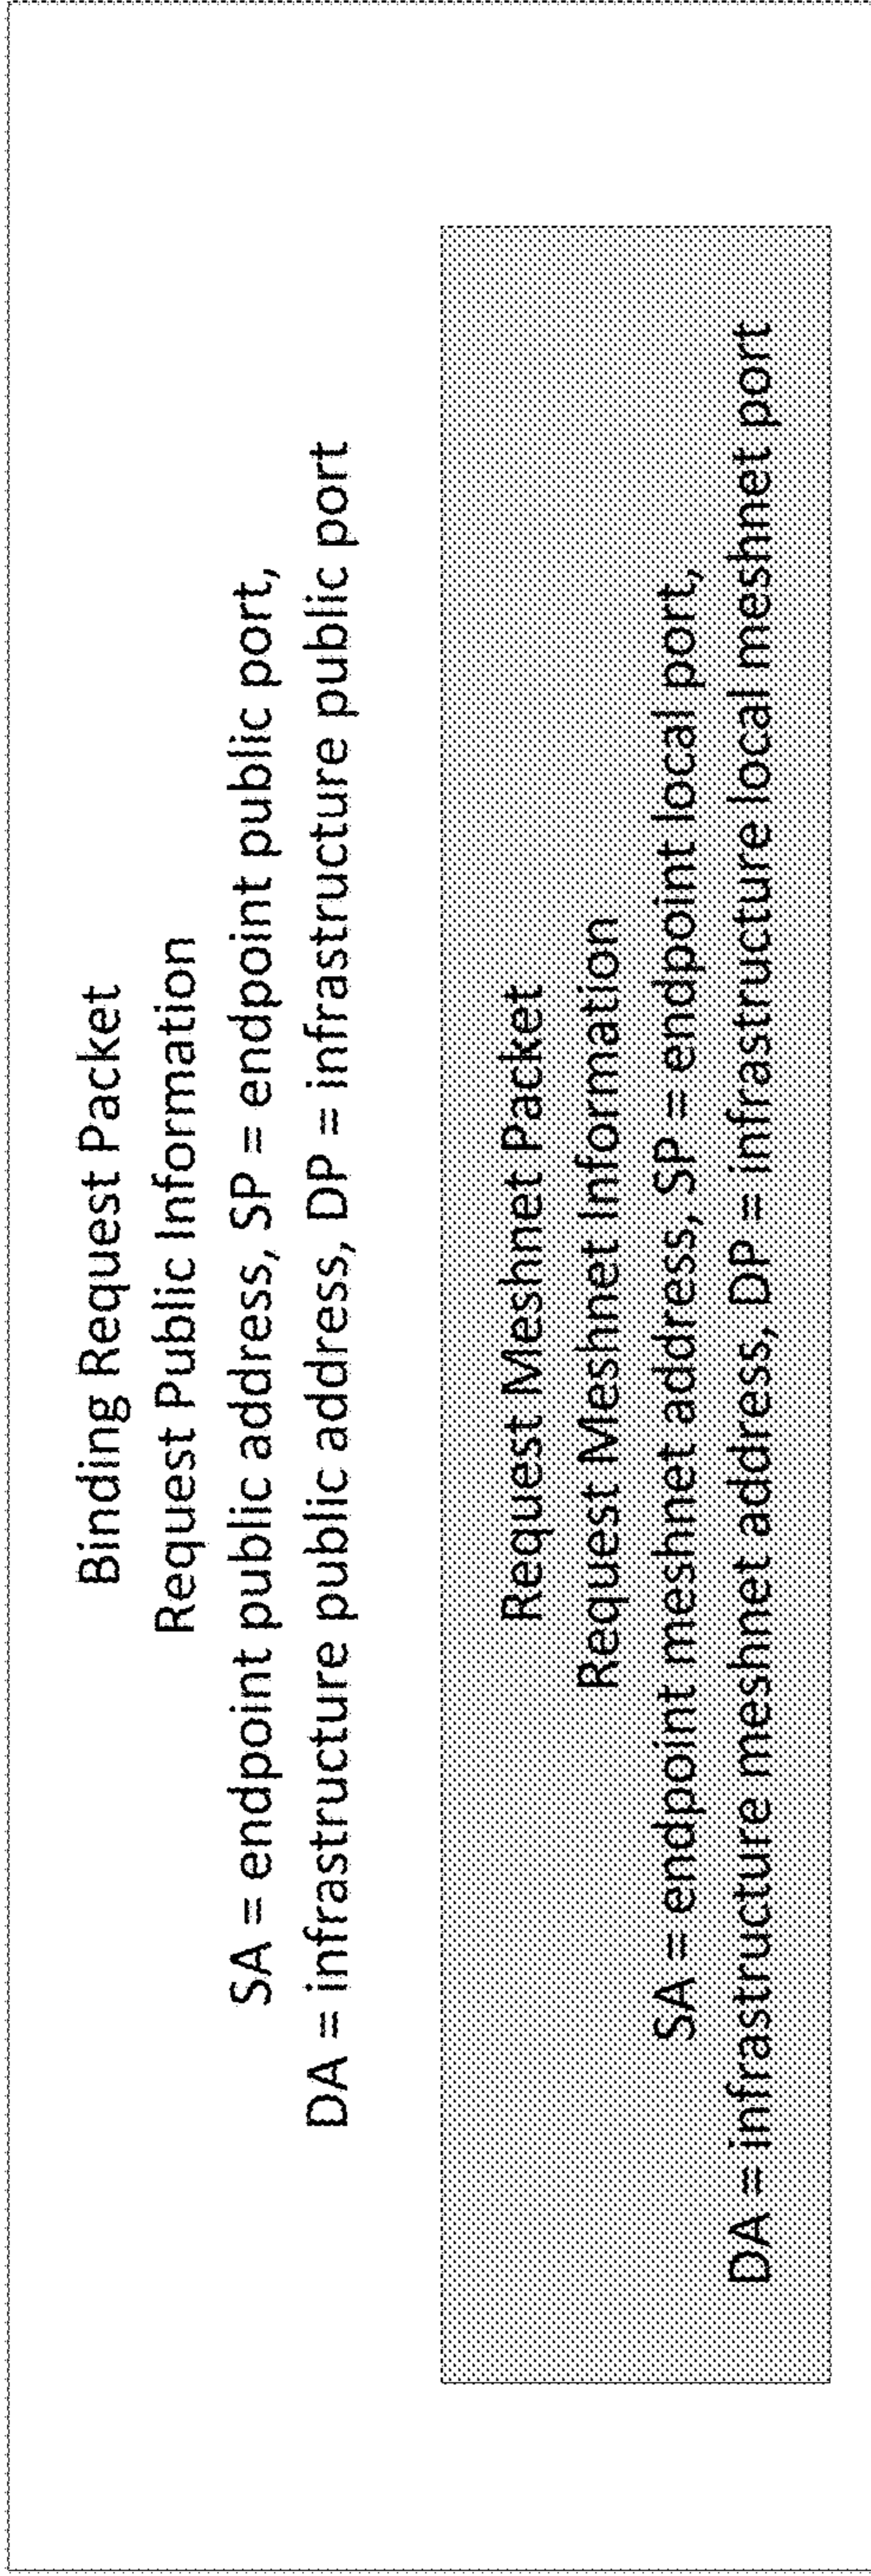 Binding Request Packet
Request Public Information
SA = endpoint public address, SP = endpoint public port,
DA = infrastructure public address, DP = infrastructure public port
Request Meshnet Packet
Request Meshnet Information
SA = endpoint meshnet address, SP = endpoint local port,
DA = infrastructure meshnet address, DP = infrastructure local meshnet port